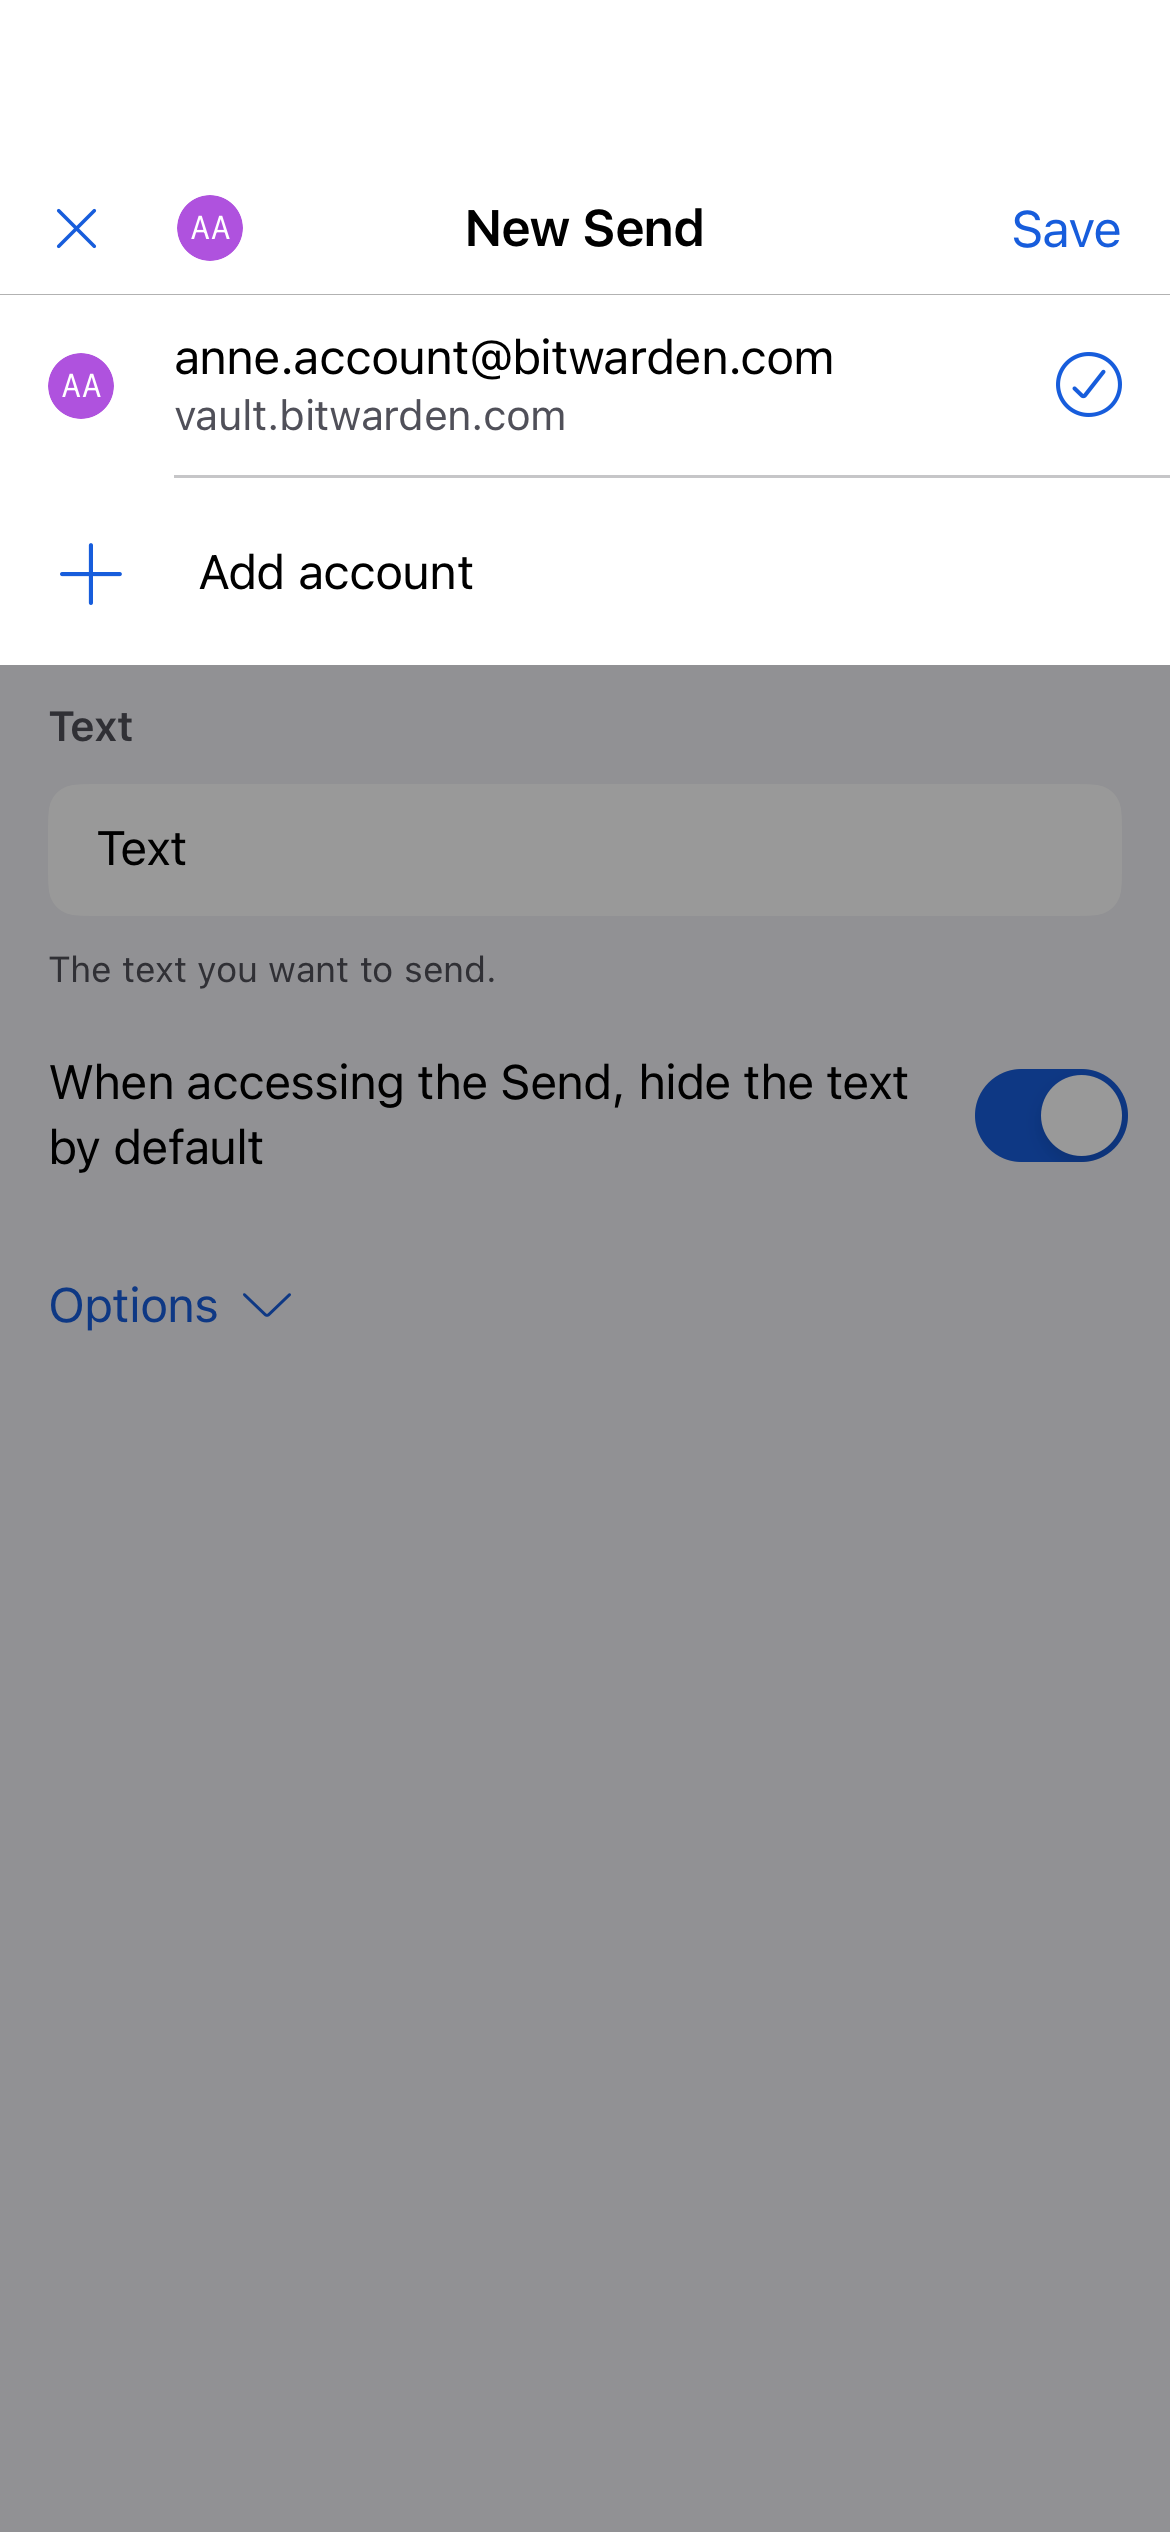 AA New Send Save
anne.account@bitwarden.com
AA
vault.bitwarden.com
Add account
Text
Text
The text you want to send.
When accessing the Send, hide the text
by default
Options